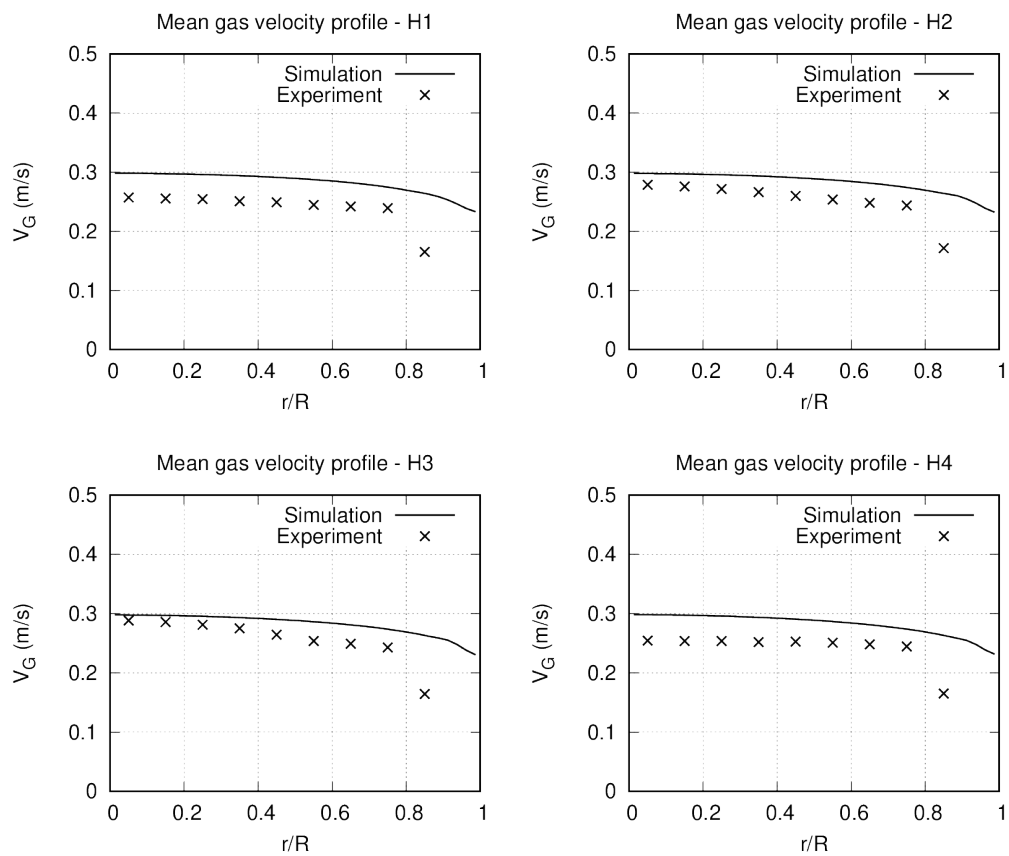 Mean gas velocity profile - H1
0.5
0.4
0.3
0.2
0.1
0
V_G (m/s)
Simulation
Experiment
0 0.2 0.4 0.6 0.8 1
r/R
Mean gas velocity profile - H2
0.5
0.4
0.3
0.2
0.1
0
V_G (m/s)
Simulation
Experiment
0 0.2 0.4 0.6 0.8 1
r/R
Mean gas velocity profile - H3
0.5
0.4
0.3
0.2
0.1
0
V_G (m/s)
Simulation
Experiment
0 0.2 0.4 0.6 0.8 1
r/R
Mean gas velocity profile - H4
0.5
0.4
0.3
0.2
0.1
0
V_G (m/s)
Simulation
Experiment
0 0.2 0.4 0.6 0.8 1
r/R